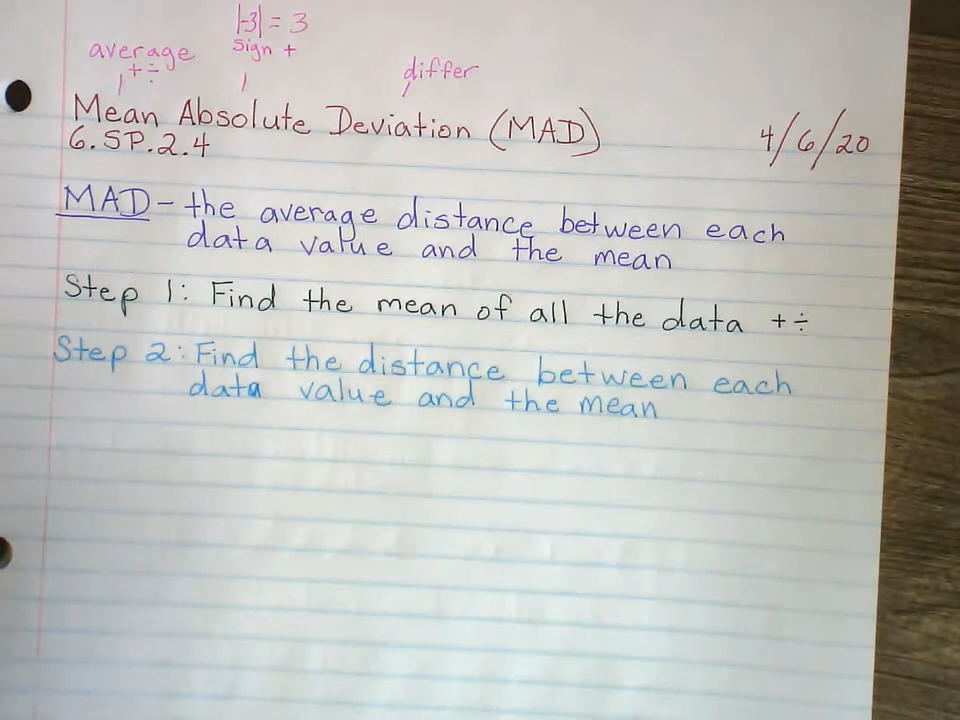 |-3| = 3
average sign +
+ ÷ differ
Mean Absolute Deviation (MAD) 4/6/20
6.SP.2.4
MAD - the average distance between each
data value and the mean
Step 1: Find the mean of all the data + ÷
Step 2: Find the distance between each
data value and the mean